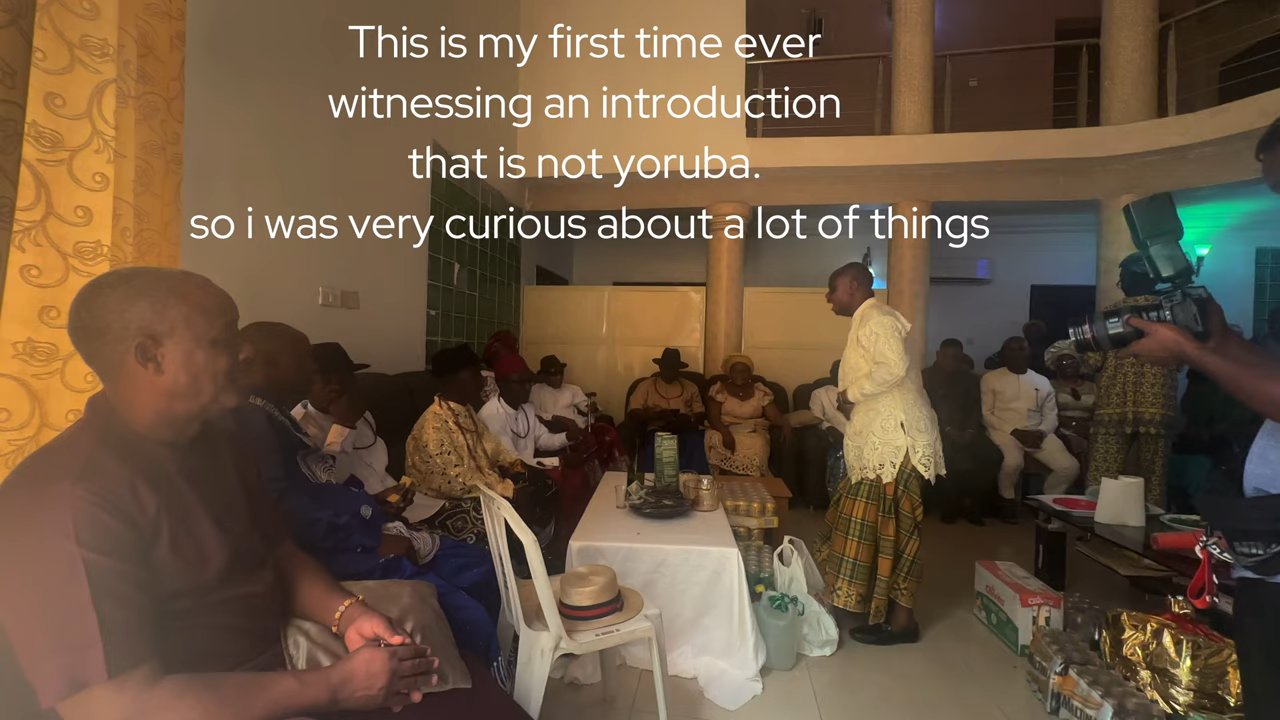 This is my first time ever
witnessing an introduction
that is not yoruba.
so i was very curious about a lot of things